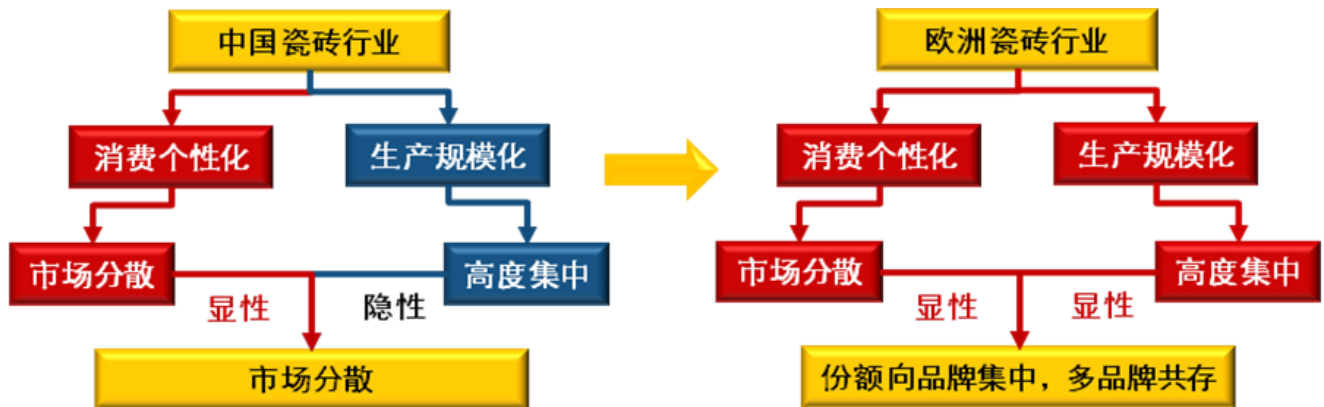 中国瓷砖行业
消费个性化
生产规模化
市场分散
高度集中
显性
隐性
市场分散
欧洲瓷砖行业
消费个性化
生产规模化
市场分散
高度集中
显性
显性
份额向品牌集中，多品牌共存